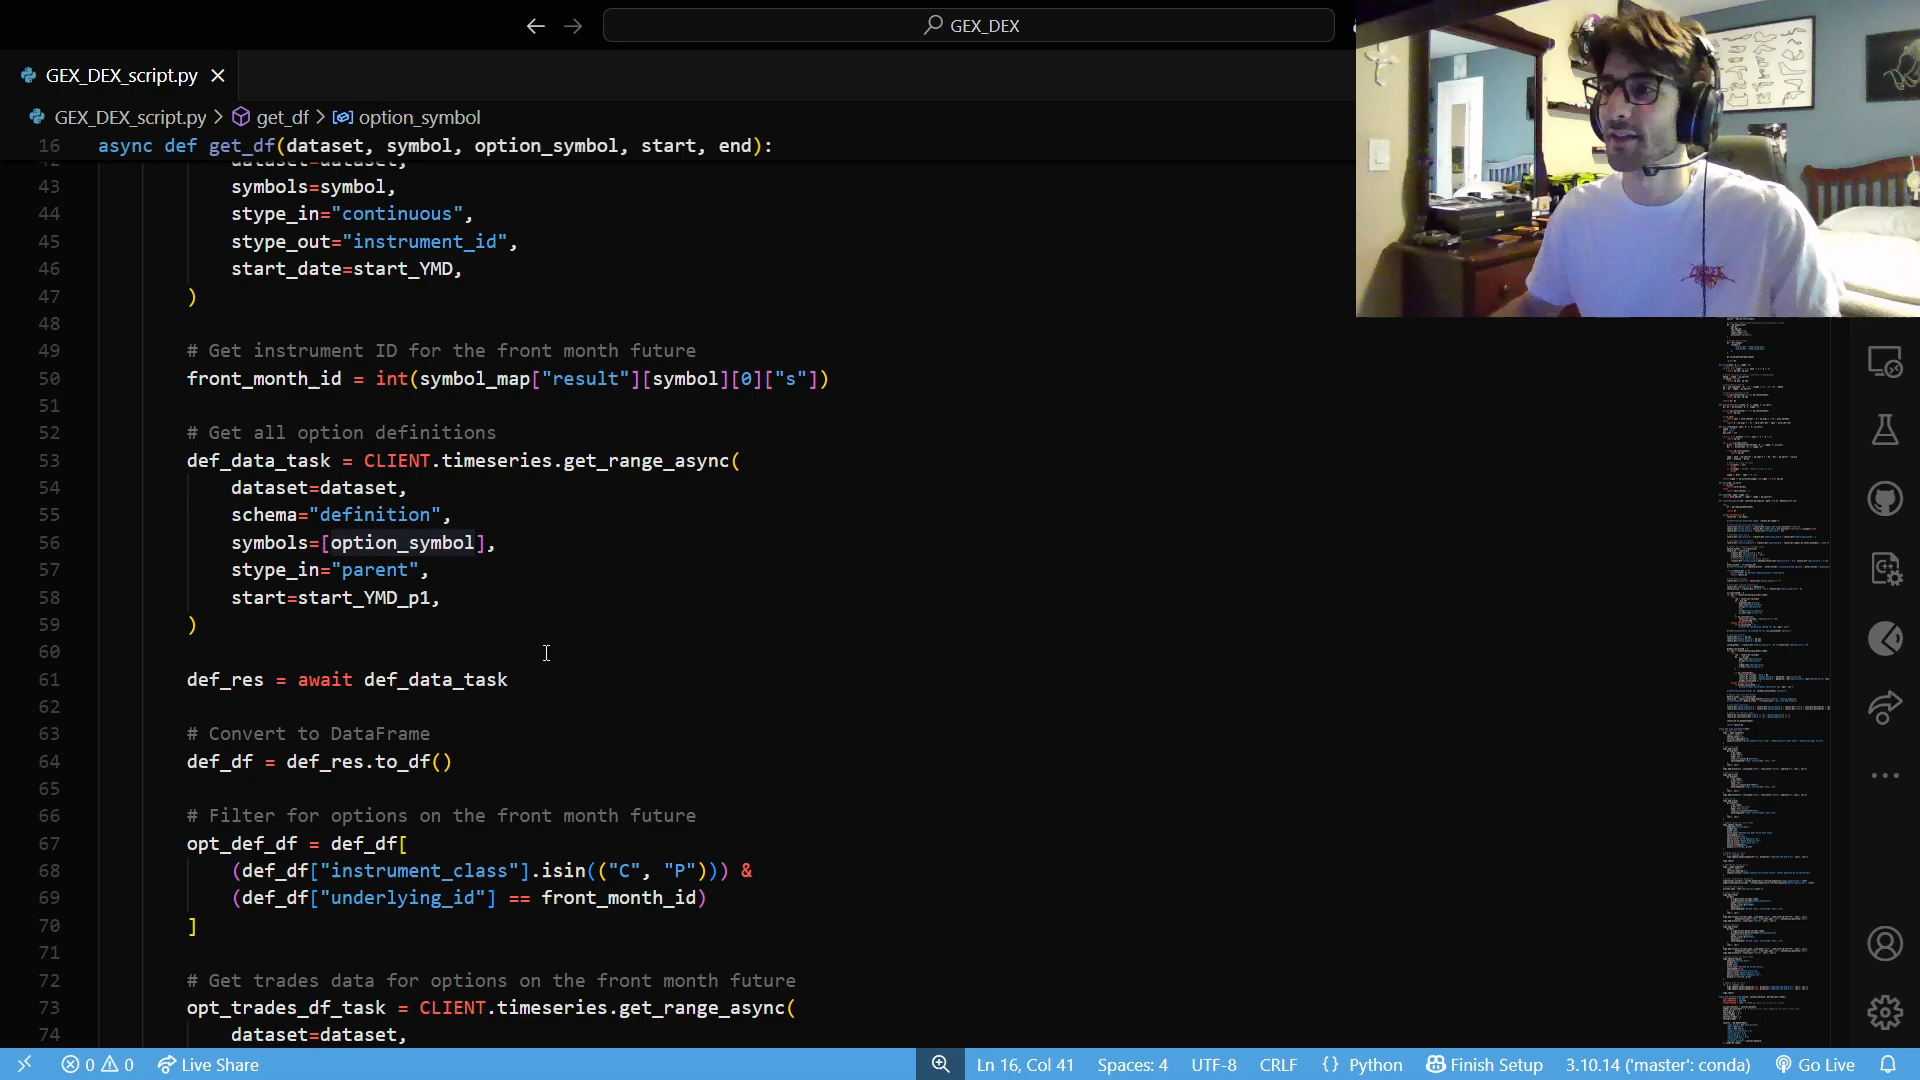 GEX_DEX
GEX_DEX_script.py
GEX_DEX_script.py > get_df > option_symbol
16 async def get_df(dataset, symbol, option_symbol, start, end):
43 symbols=symbol,
44 stype_in="continuous",
45 stype_out="instrument_id",
46 start_date=start_YMD,
47 )
48
49 # Get instrument ID for the front month future
50 front_month_id = int(symbol_map["result"][symbol][0]["s"])
51
52 # Get all option definitions
53 def_data_task = CLIENT.timeseries.get_range_async(
54 dataset=dataset,
55 schema="definition",
56 symbols=[option_symbol],
57 stype_in="parent",
58 start=start_YMD_p1,
59 )
60
61 def_res = await def_data_task
62
63 # Convert to DataFrame
64 def_df = def_res.to_df()
65
66 # Filter for options on the front month future
67 opt_def_df = def_df[
68 (def_df["instrument_class"].isin(("C", "P"))) &
69 (def_df["underlying_id"] == front_month_id)
70 ]
71
72 # Get trades data for options on the front month future
73 opt_trades_df_task = CLIENT.timeseries.get_range_async(
74 dataset=dataset,
0 0 Live Share Ln 16, Col 41 Spaces: 4 UTF-8 CRLF {} Python Finish Setup 3.10.14 ('master': conda) Go Live